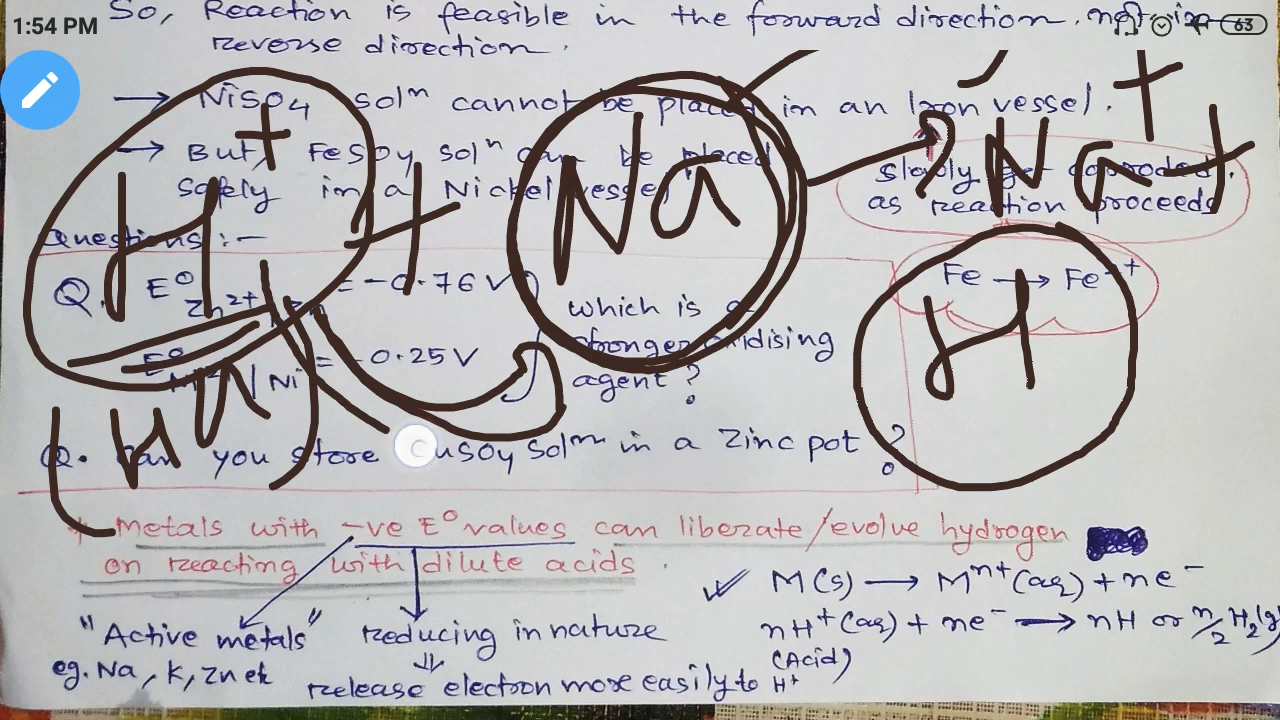 1:54 PM 63
So, Reaction is feasible in the forward direction. not in
reverse direction.
→ NiSO4 solⁿ cannot be placed in an Iron vessel.
→ But, FeSO4 solⁿ can be placed
safely in a Nickel vessel
slowly get corroded.
as reaction proceeds
Fe → Fe²⁺
H⁺ + Na → Na⁺ +
H
Questions :-
Q. E° Zn²⁺ = -0.76 V
E° Ni = -0.25 V
Which is a
stronger oxidising
agent?
Q. Can you store CuSO4 solⁿ in a Zinc pot?
Metals with -ve E° values can liberate/evolve hydrogen
on reacting with dilute acids.
"Active metals"
eg. Na, K, Zn etc
reducing in nature
⇓
release electron more easily to H⁺
✓ M(s) → Mⁿ⁺(aq) + ne⁻
nH⁺(aq) + ne⁻ → nH or n/2 H₂(g)
(Acid)